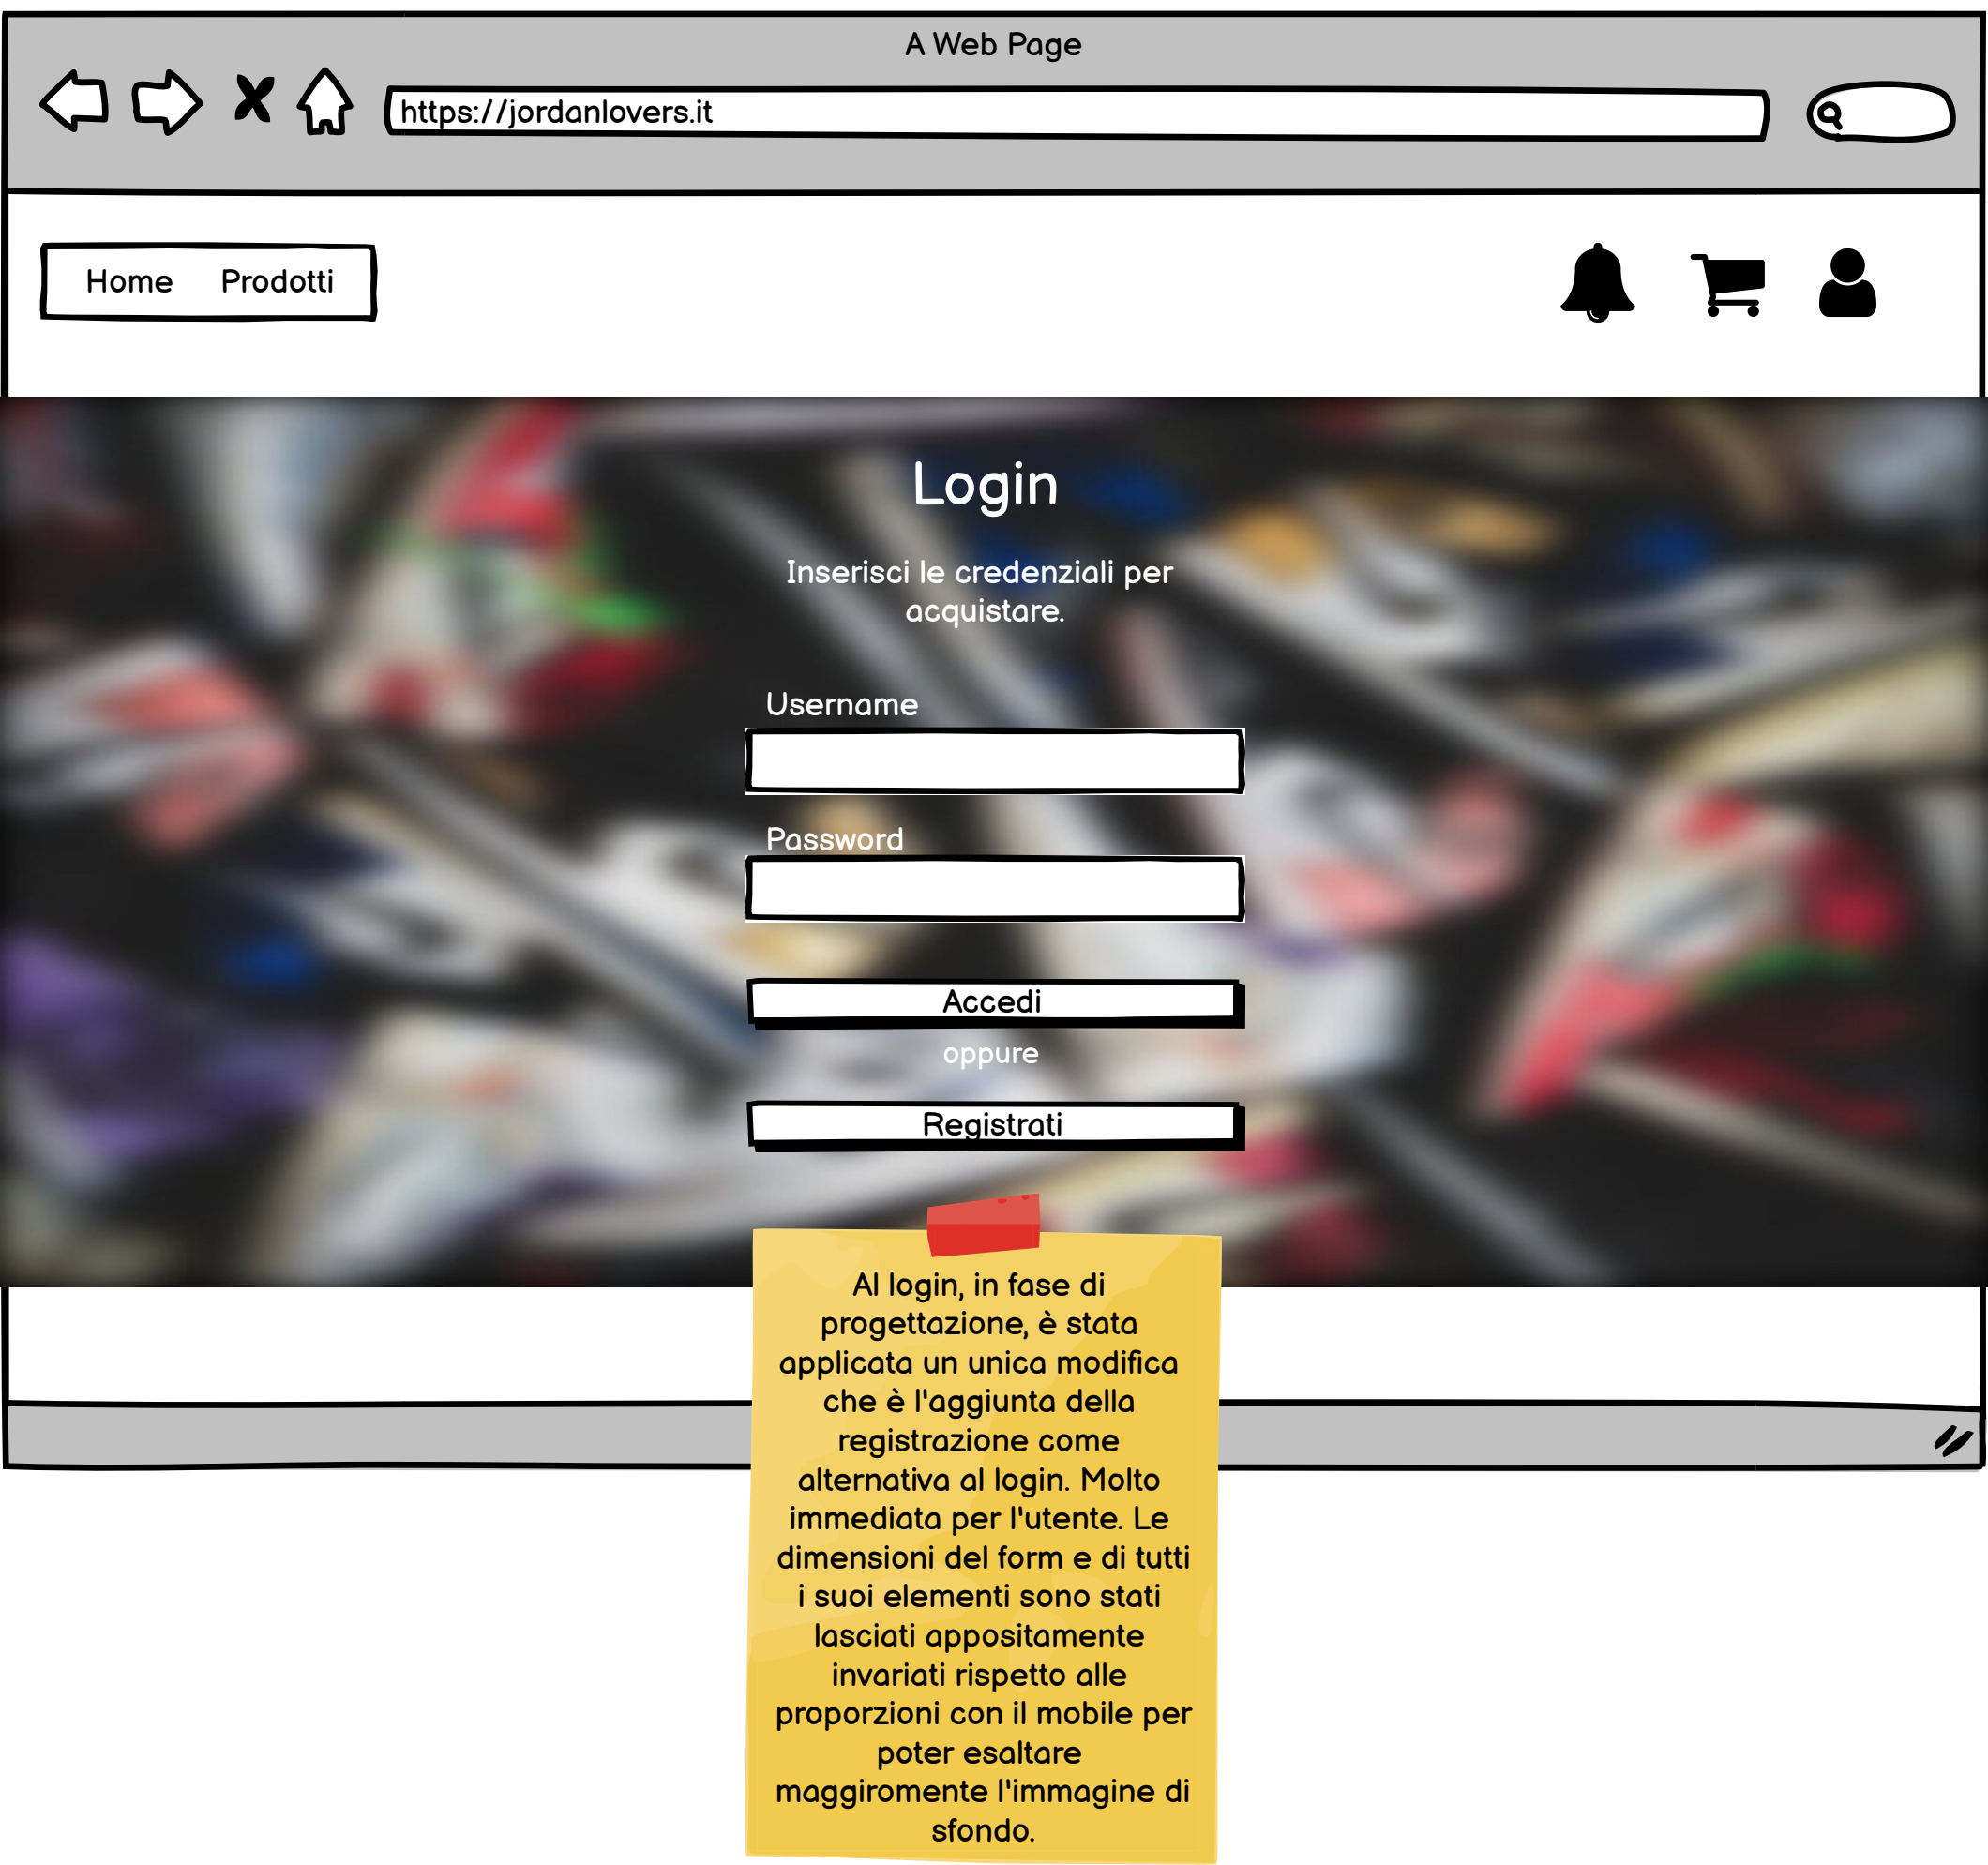 A Web Page
https://jordanlovers.it
Home Prodotti
Login
Inserisci le credenziali per
acquistare.
Username
Password
Accedi
oppure
Registrati
Al login, in fase di
progettazione, è stata
applicata un unica modifica
che è l'aggiunta della
registrazione come
alternativa al login. Molto
immediata per l'utente. Le
dimensioni del form e di tutti
i suoi elementi sono stati
lasciati appositamente
invariati rispetto alle
proporzioni con il mobile per
poter esaltare
maggiromente l'immagine di
sfondo.